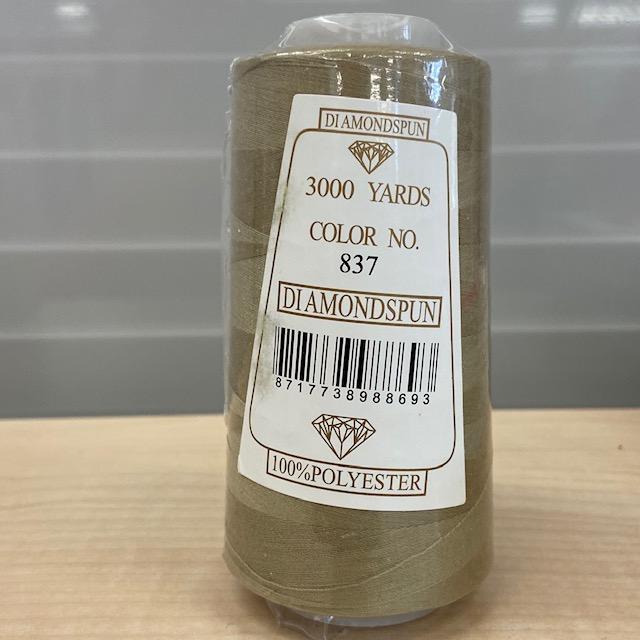 DIAMONDSPUN
3000 YARDS
COLOR NO.
837
DIAMONDSPUN
8717738988693
100%POLYESTER